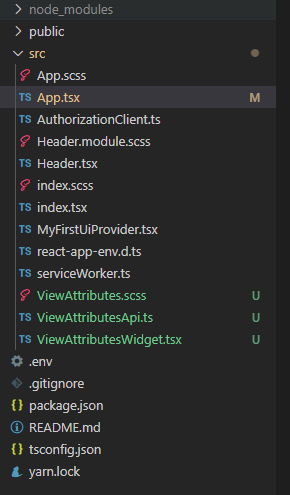 node_modules
public
src
App.scss
TS App.tsx M
TS AuthorizationClient.ts
Header.module.scss
TS Header.tsx
index.scss
TS index.tsx
TS MyFirstUiProvider.tsx
TS react-app-env.d.ts
TS serviceWorker.ts
ViewAttributes.scss U
TS ViewAttributesApi.ts U
TS ViewAttributesWidget.tsx U
.env
.gitignore
{} package.json
README.md
{} tsconfig.json
yarn.lock